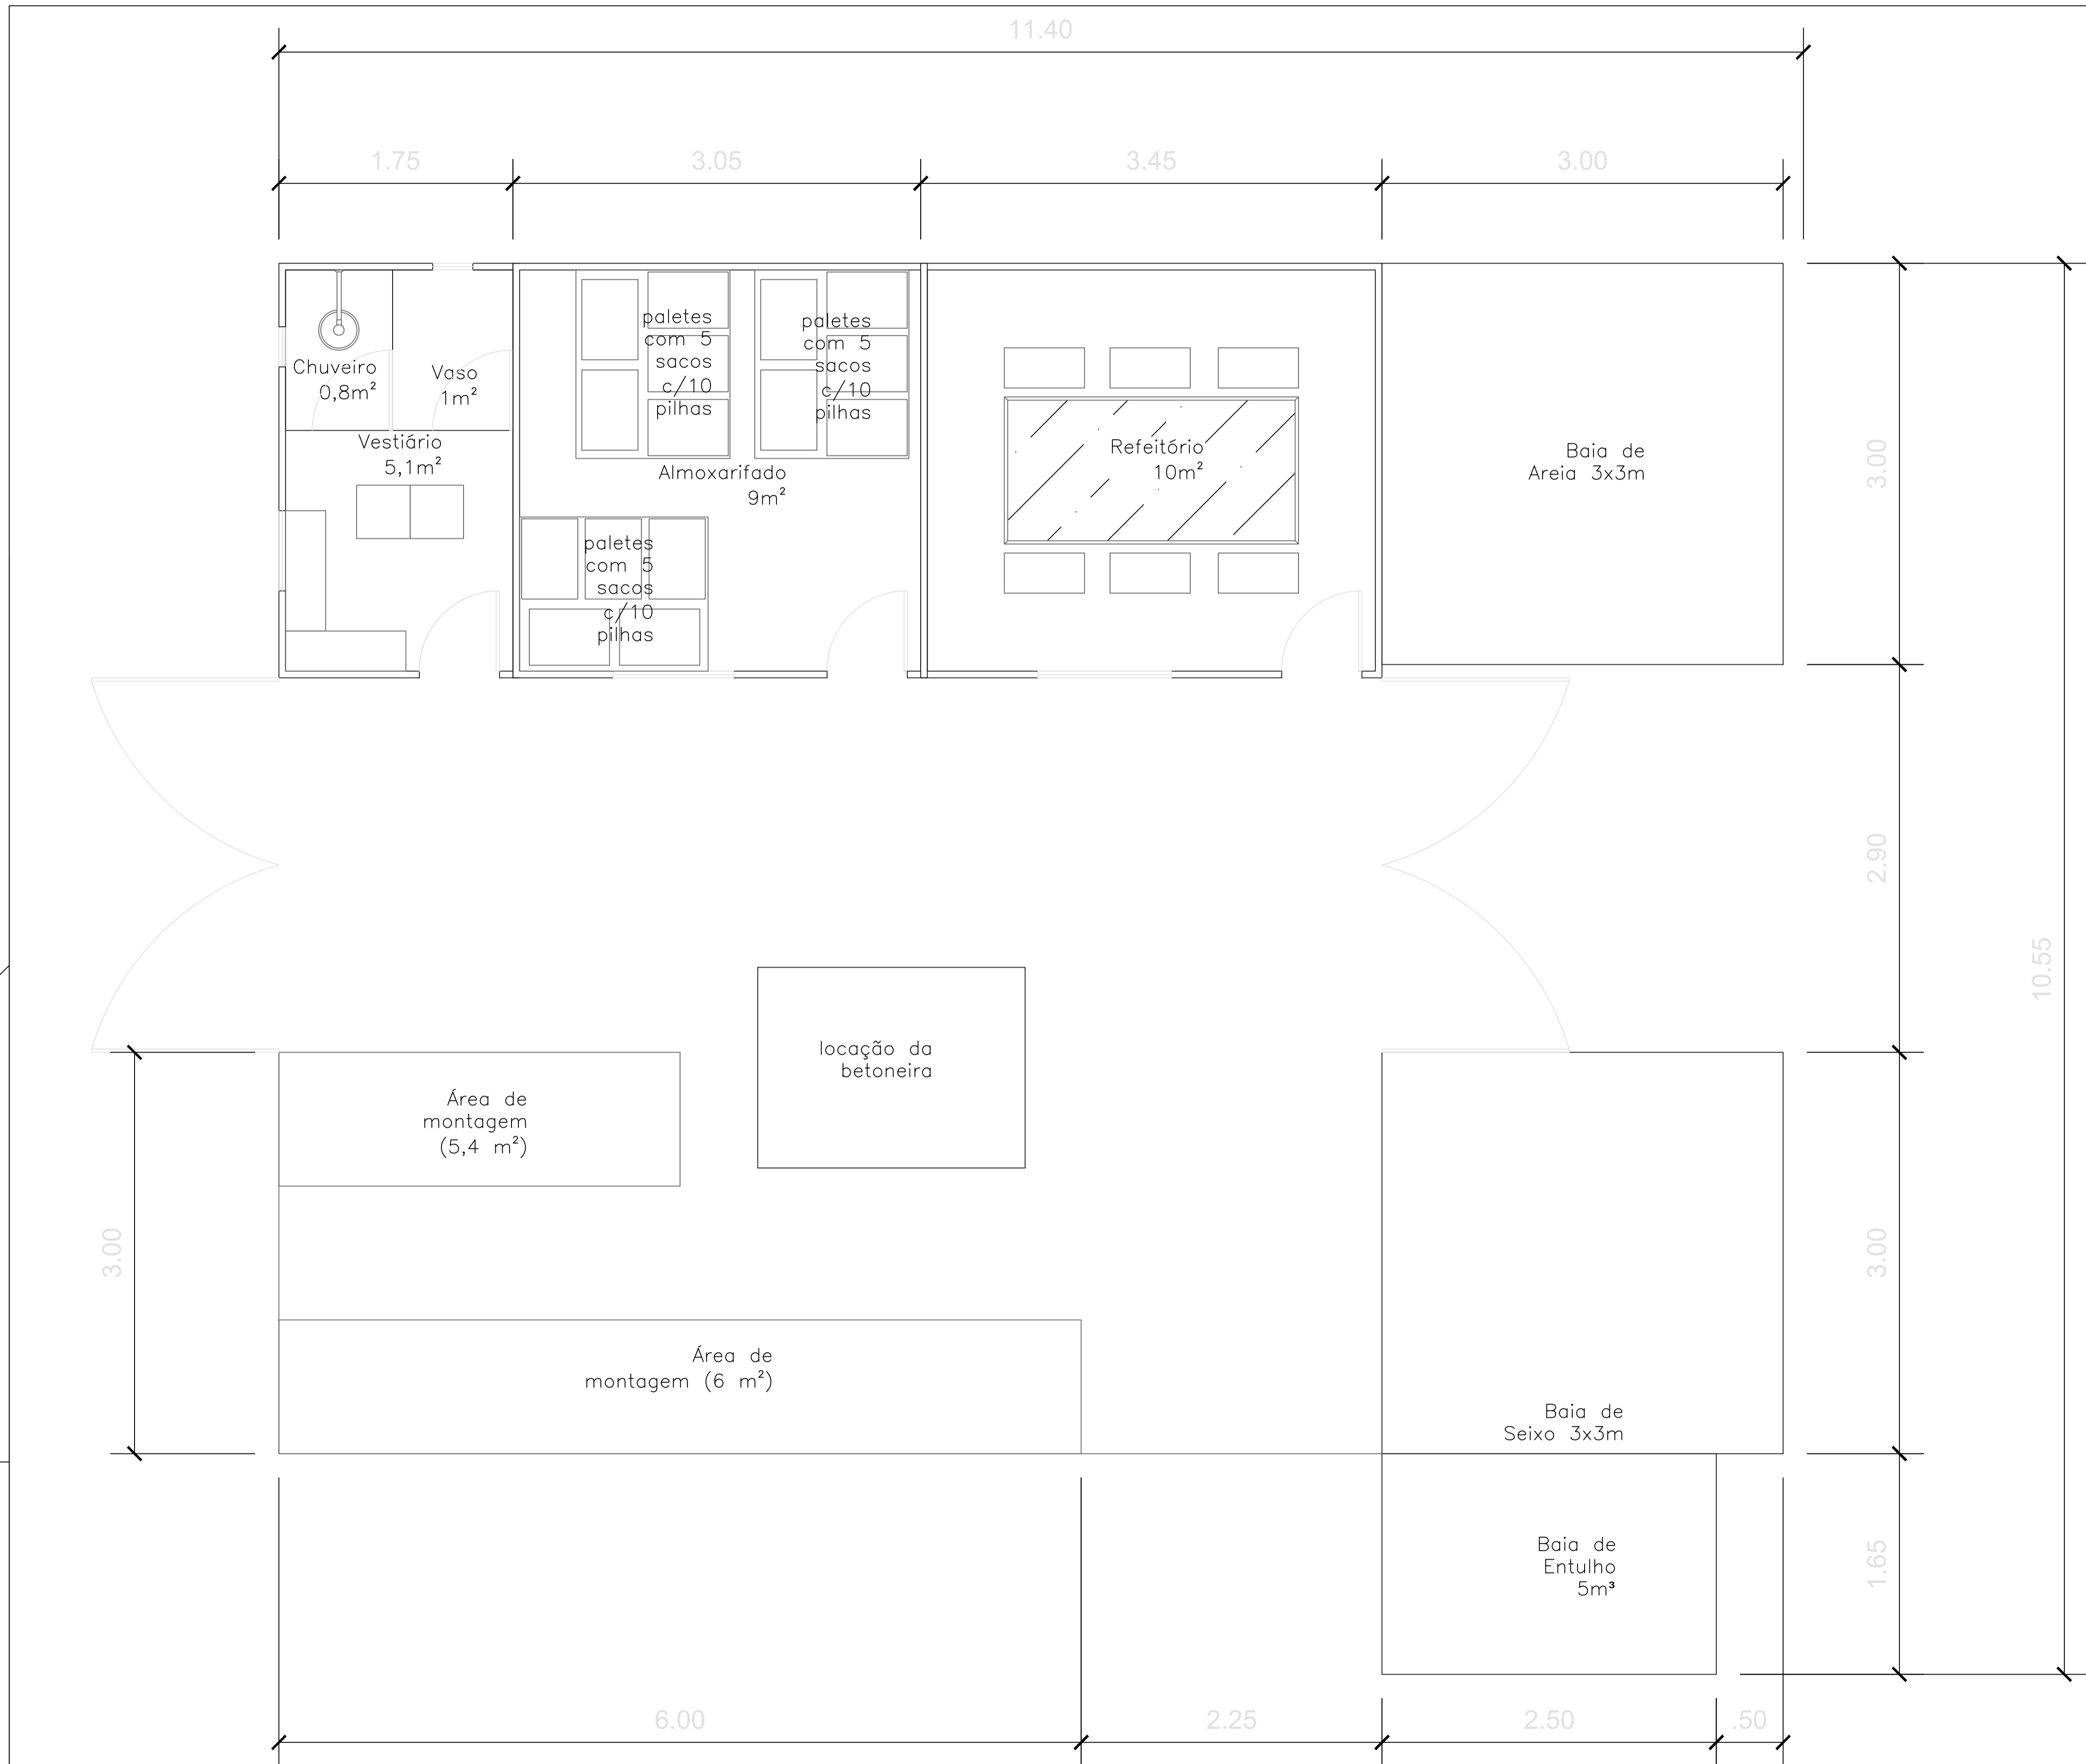 11.40
1.75
3.05
3.45
3.00
paletes
com 5
sacos
c/10
pilhas
paletes
com 5
sacos
c/10
pilhas
Chuveiro
0,8m²
Vaso
1m²
Vestiário
5,1m²
Almoxarifado
9m²
paletes
com 5
sacos
c/10
pilhas
Refeitório
10m²
Baia de
Areia 3x3m
3.00
2.90
10.55
locação da
betoneira
Área de
montagem
(5,4 m²)
3.00
3.00
Área de
montagem (6 m²)
Baia de
Seixo 3x3m
Baia de
Entulho
5m³
1.65
6.00
2.25
2.50
.50